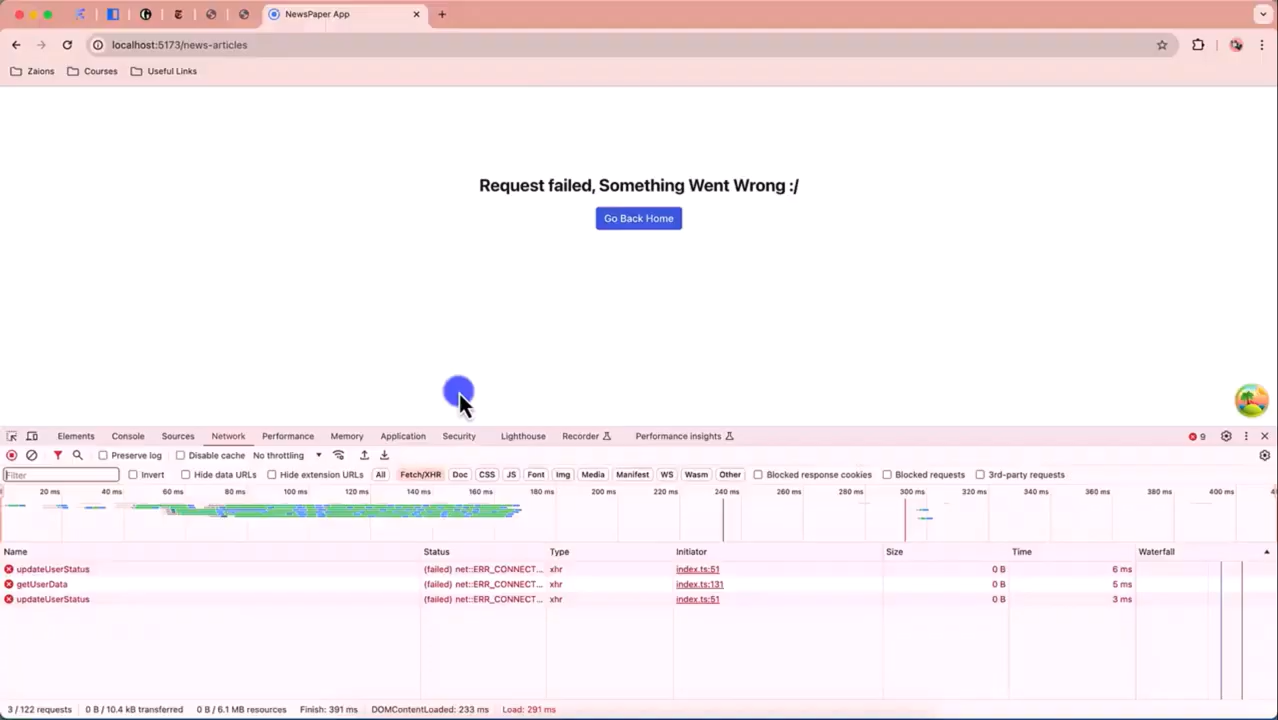 NewsPaper App
localhost:5173/news-articles
Zaions Courses Useful Links
Request failed, Something Went Wrong :/
Go Back Home
Elements Console Sources Network Performance Memory Application Security Lighthouse Recorder Performance insights 9
Preserve log Disable cache No throttling
Filter Invert Hide data URLs Hide extension URLs All Fetch/XHR Doc CSS JS Font Img Media Manifest WS Wasm Other Blocked response cookies Blocked requests 3rd-party requests
20 ms 40 ms 60 ms 80 ms 100 ms 120 ms 140 ms 160 ms 180 ms 200 ms 220 ms 240 ms 260 ms 280 ms 300 ms 320 ms 340 ms 360 ms 380 ms 400 ms
Name Status Type Initiator Size Time Waterfall
updateUserStatus (failed) net::ERR_CONNECT... xhr index.ts:51 0 B 6 ms
getUserData (failed) net::ERR_CONNECT... xhr index.ts:131 0 B 5 ms
updateUserStatus (failed) net::ERR_CONNECT... xhr index.ts:51 0 B 3 ms
3 / 122 requests 0 B / 10.4 kB transferred 0 B / 6.1 MB resources Finish: 391 ms DOMContentLoaded: 233 ms Load: 291 ms